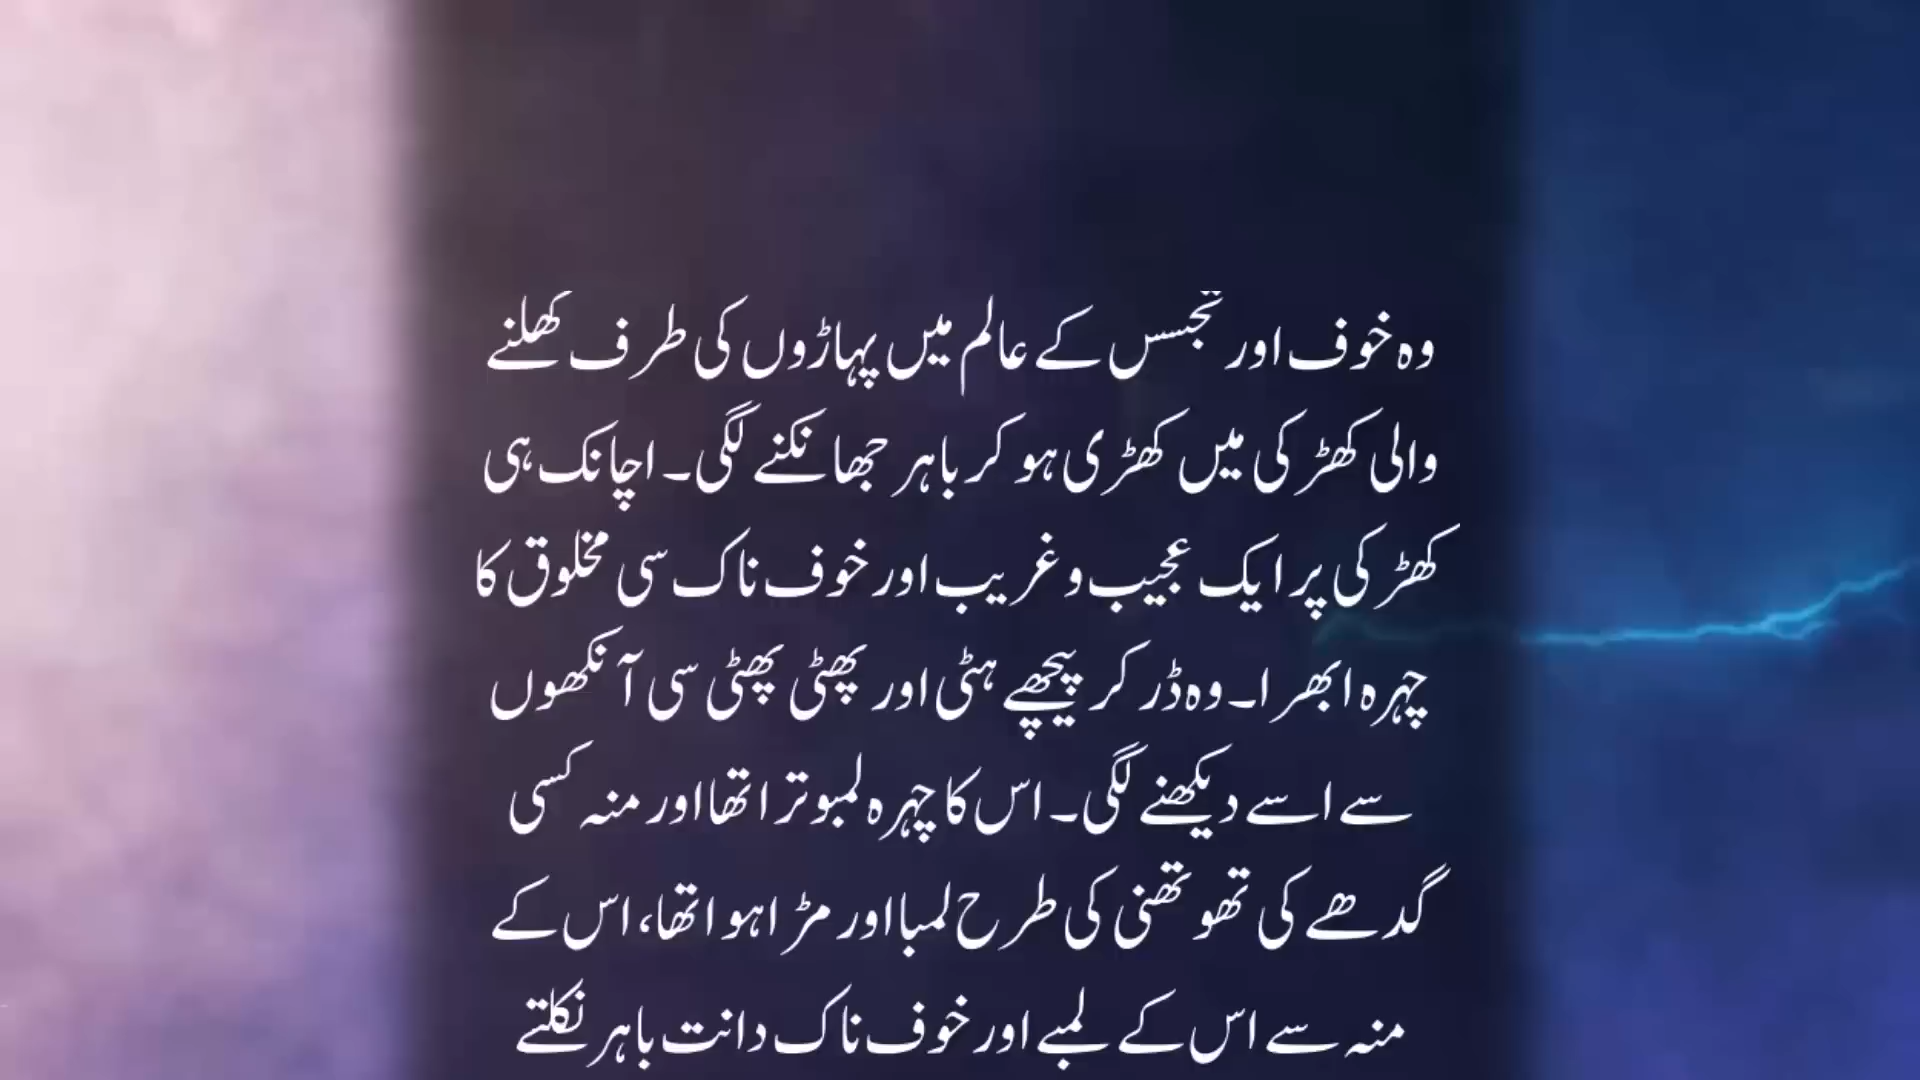 وہ خوف اور تجسس کے عالم میں پہاڑوں کی طرف کھلنے
والی کھڑکی میں کھڑی ہو کر باہر جھانکنے لگی۔ اچانک ہی
کھڑکی پر ایک عجیب و غریب اور خوف ناک سی مخلوق کا
چہرہ ابھرا۔ وہ ڈر کر پیچھے ہٹی اور پھٹی پھٹی سی آنکھوں
سے اسے دیکھنے لگی۔ اس کا چہرہ لمبوترا تھا اور منہ کسی
گدھے کی تھوتھنی کی طرح لمبا اور مڑا ہوا تھا، اس کے
منہ سے اس کے لمبے اور خوف ناک دانت باہر نکلتے